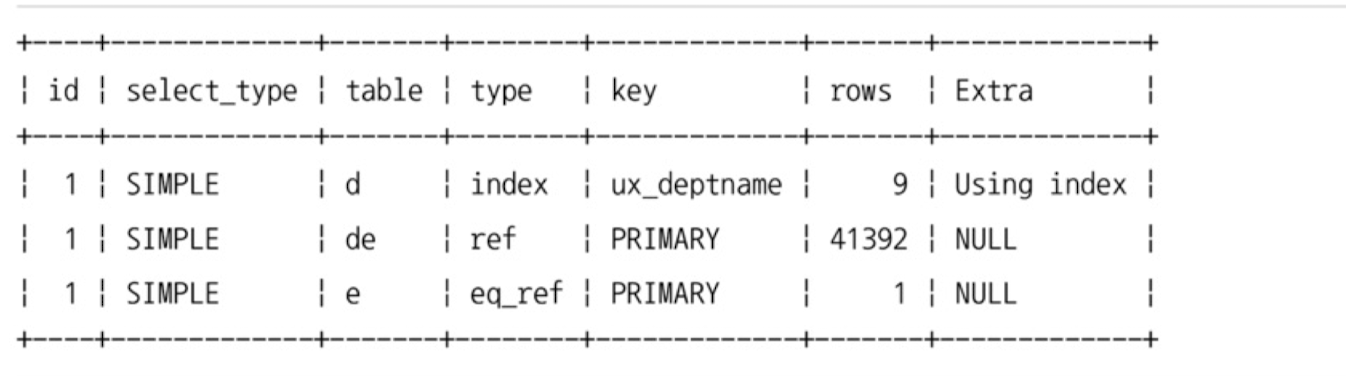 +----+-------------+-------+--------+-------------+-------+-------------+
| id | select_type | table | type   | key         | rows  | Extra       |
+----+-------------+-------+--------+-------------+-------+-------------+
|  1 | SIMPLE      | d     | index  | ux_deptname |     9 | Using index |
|  1 | SIMPLE      | de    | ref    | PRIMARY     | 41392 | NULL        |
|  1 | SIMPLE      | e     | eq_ref | PRIMARY     |     1 | NULL        |
+----+-------------+-------+--------+-------------+-------+-------------+